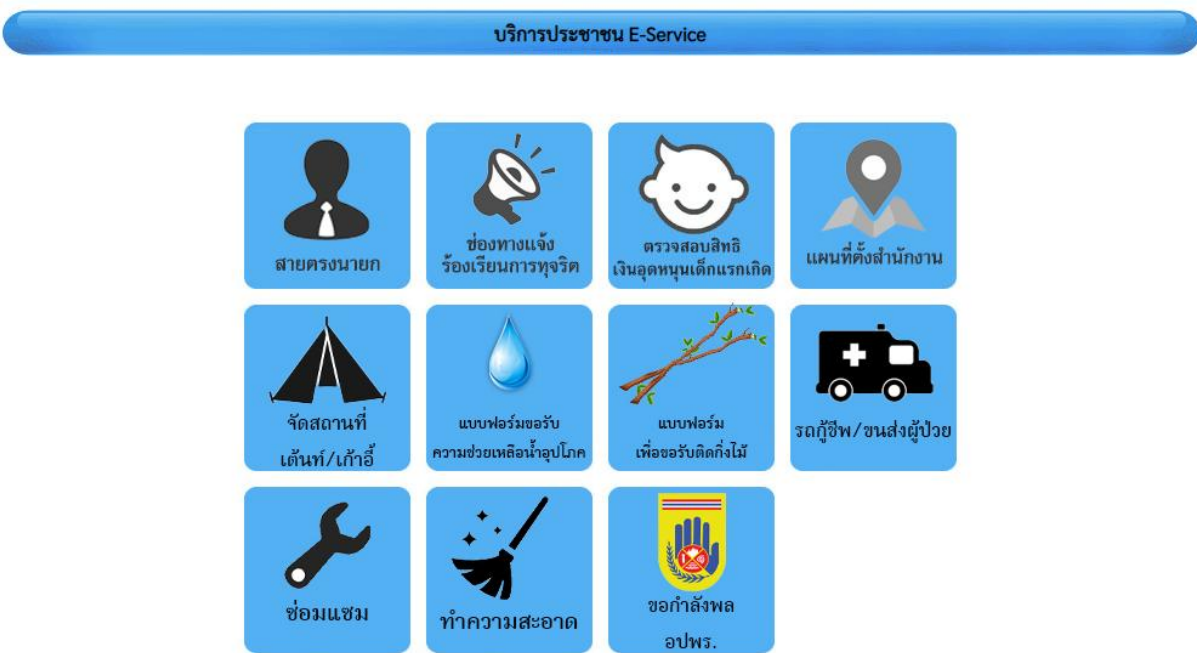 บริการประชาชน E-Service
สายตรงนายก
ช่องทางแจ้ง
ร้องเรียนการทุจริต
ตรวจสอบสิทธิ
เงินอุดหนุนเด็กแรกเกิด
แผนที่ตั้งสำนักงาน
จัดสถานที่
เต้นท์/เก้าอี้
แบบฟอร์มขอรับ
ความช่วยเหลือน้ำอุปโภค
แบบฟอร์ม
เพื่อขอรับติดกิ่งไม้
รถกู้ชีพ/ขนส่งผู้ป่วย
ซ่อมแซม
ทำความสะอาด
ขอกำลังพล
อปพร.